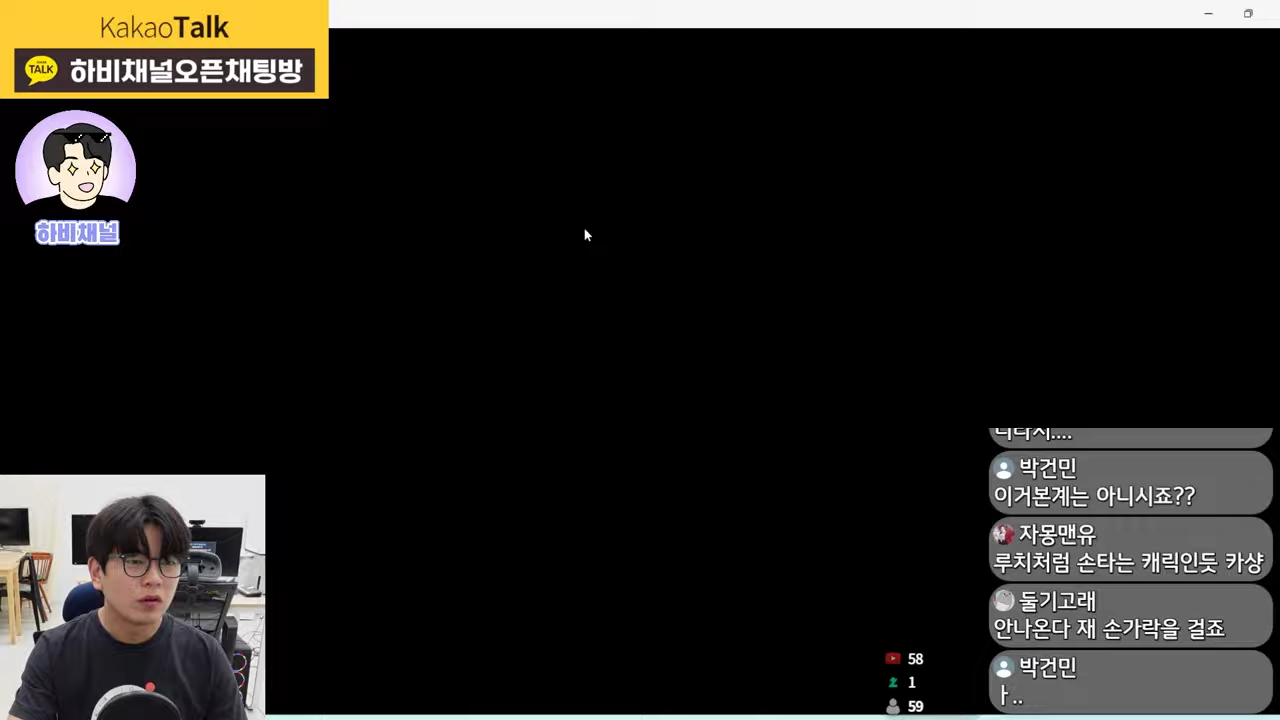 KakaoTalk
TALK
하비채널오픈채팅방
하비채널
박건민
이거본계는 아니시죠??
자몽맨유
루치처럼 손타는 캐릭인듯 카샹
둘기고래
안나온다 재 손가락을 걸죠
박건민
ㅏ..
58
1
59